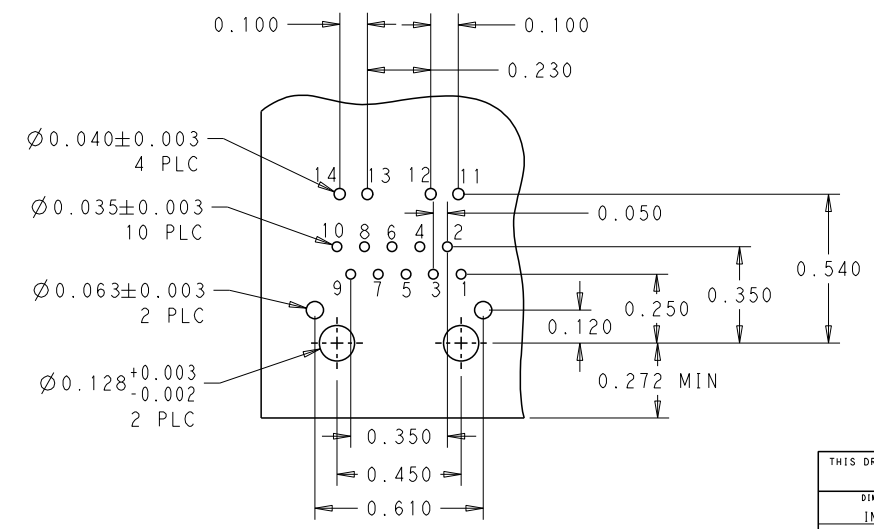 0.100
0.100
0.230
Ø0.040±0.003
4 PLC
14 13 12 11
Ø0.035±0.003
10 PLC
0.050
10 8 6 4 2
9 7 5 3 1
Ø0.063±0.003
2 PLC
0.540
0.350
0.250
0.120
Ø0.128+0.003
-0.002
2 PLC
0.272 MIN
0.350
0.450
0.610
THIS DR
DIM
IN